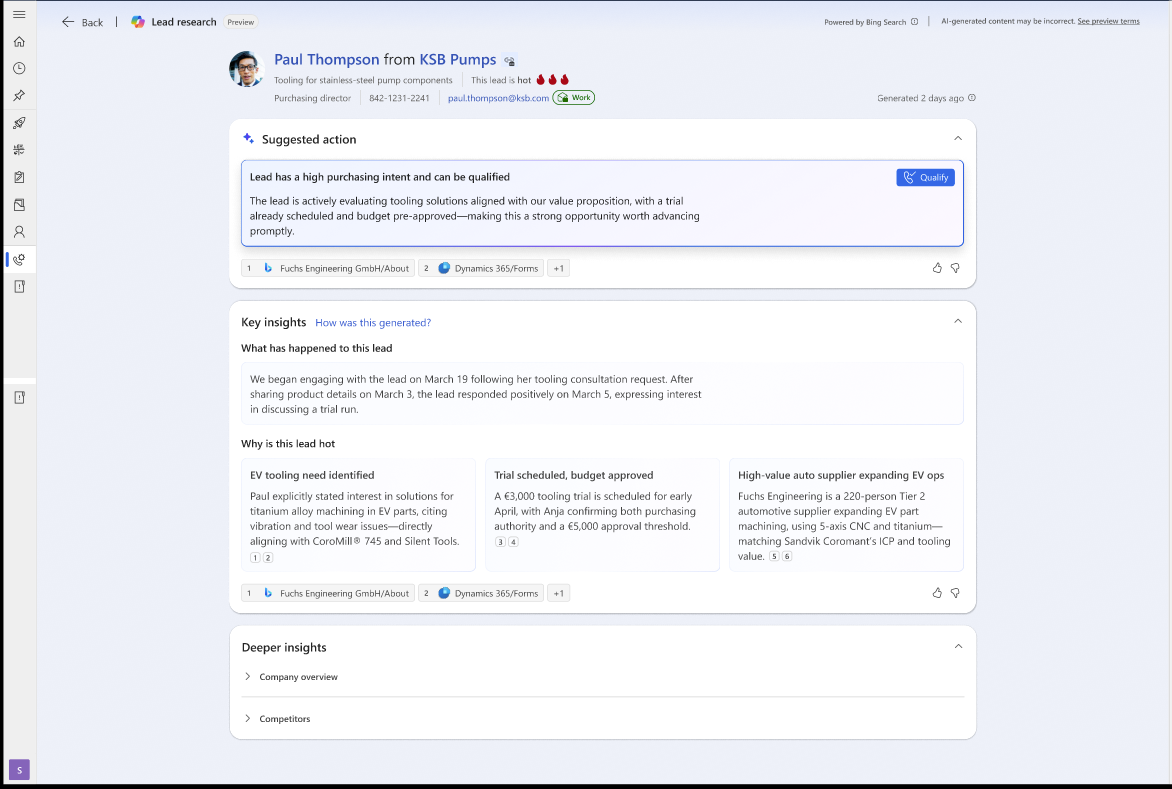 Back | Lead research Preview
Powered by Bing Search | AI-generated content may be incorrect. See preview terms
Paul Thompson from KSB Pumps
Tooling for stainless-steel pump components | This lead is hot
Purchasing director | 842-1231-2241 | paul.thompson@ksb.com Work
Generated 2 days ago
Suggested action
Lead has a high purchasing intent and can be qualified
Qualify
The lead is actively evaluating tooling solutions aligned with our value proposition, with a trial
already scheduled and budget pre-approved—making this a strong opportunity worth advancing
promptly.
1 Fuchs Engineering GmbH/About 2 Dynamics 365/Forms +1
Key insights How was this generated?
What has happened to this lead
We began engaging with the lead on March 19 following her tooling consultation request. After
sharing product details on March 3, the lead responded positively on March 5, expressing interest
in discussing a trial run.
Why is this lead hot
EV tooling need identified
Paul explicitly stated interest in solutions for
titanium alloy machining in EV parts, citing
vibration and tool wear issues—directly
aligning with CoroMill® 745 and Silent Tools.
1 2
Trial scheduled, budget approved
A €3,000 tooling trial is scheduled for early
April, with Anja confirming both purchasing
authority and a €5,000 approval threshold.
3 4
High-value auto supplier expanding EV ops
Fuchs Engineering is a 220-person Tier 2
automotive supplier expanding EV part
machining, using 5-axis CNC and titanium—
matching Sandvik Coromant's ICP and tooling
value. 5 6
1 Fuchs Engineering GmbH/About 2 Dynamics 365/Forms +1
Deeper insights
Company overview
Competitors
S